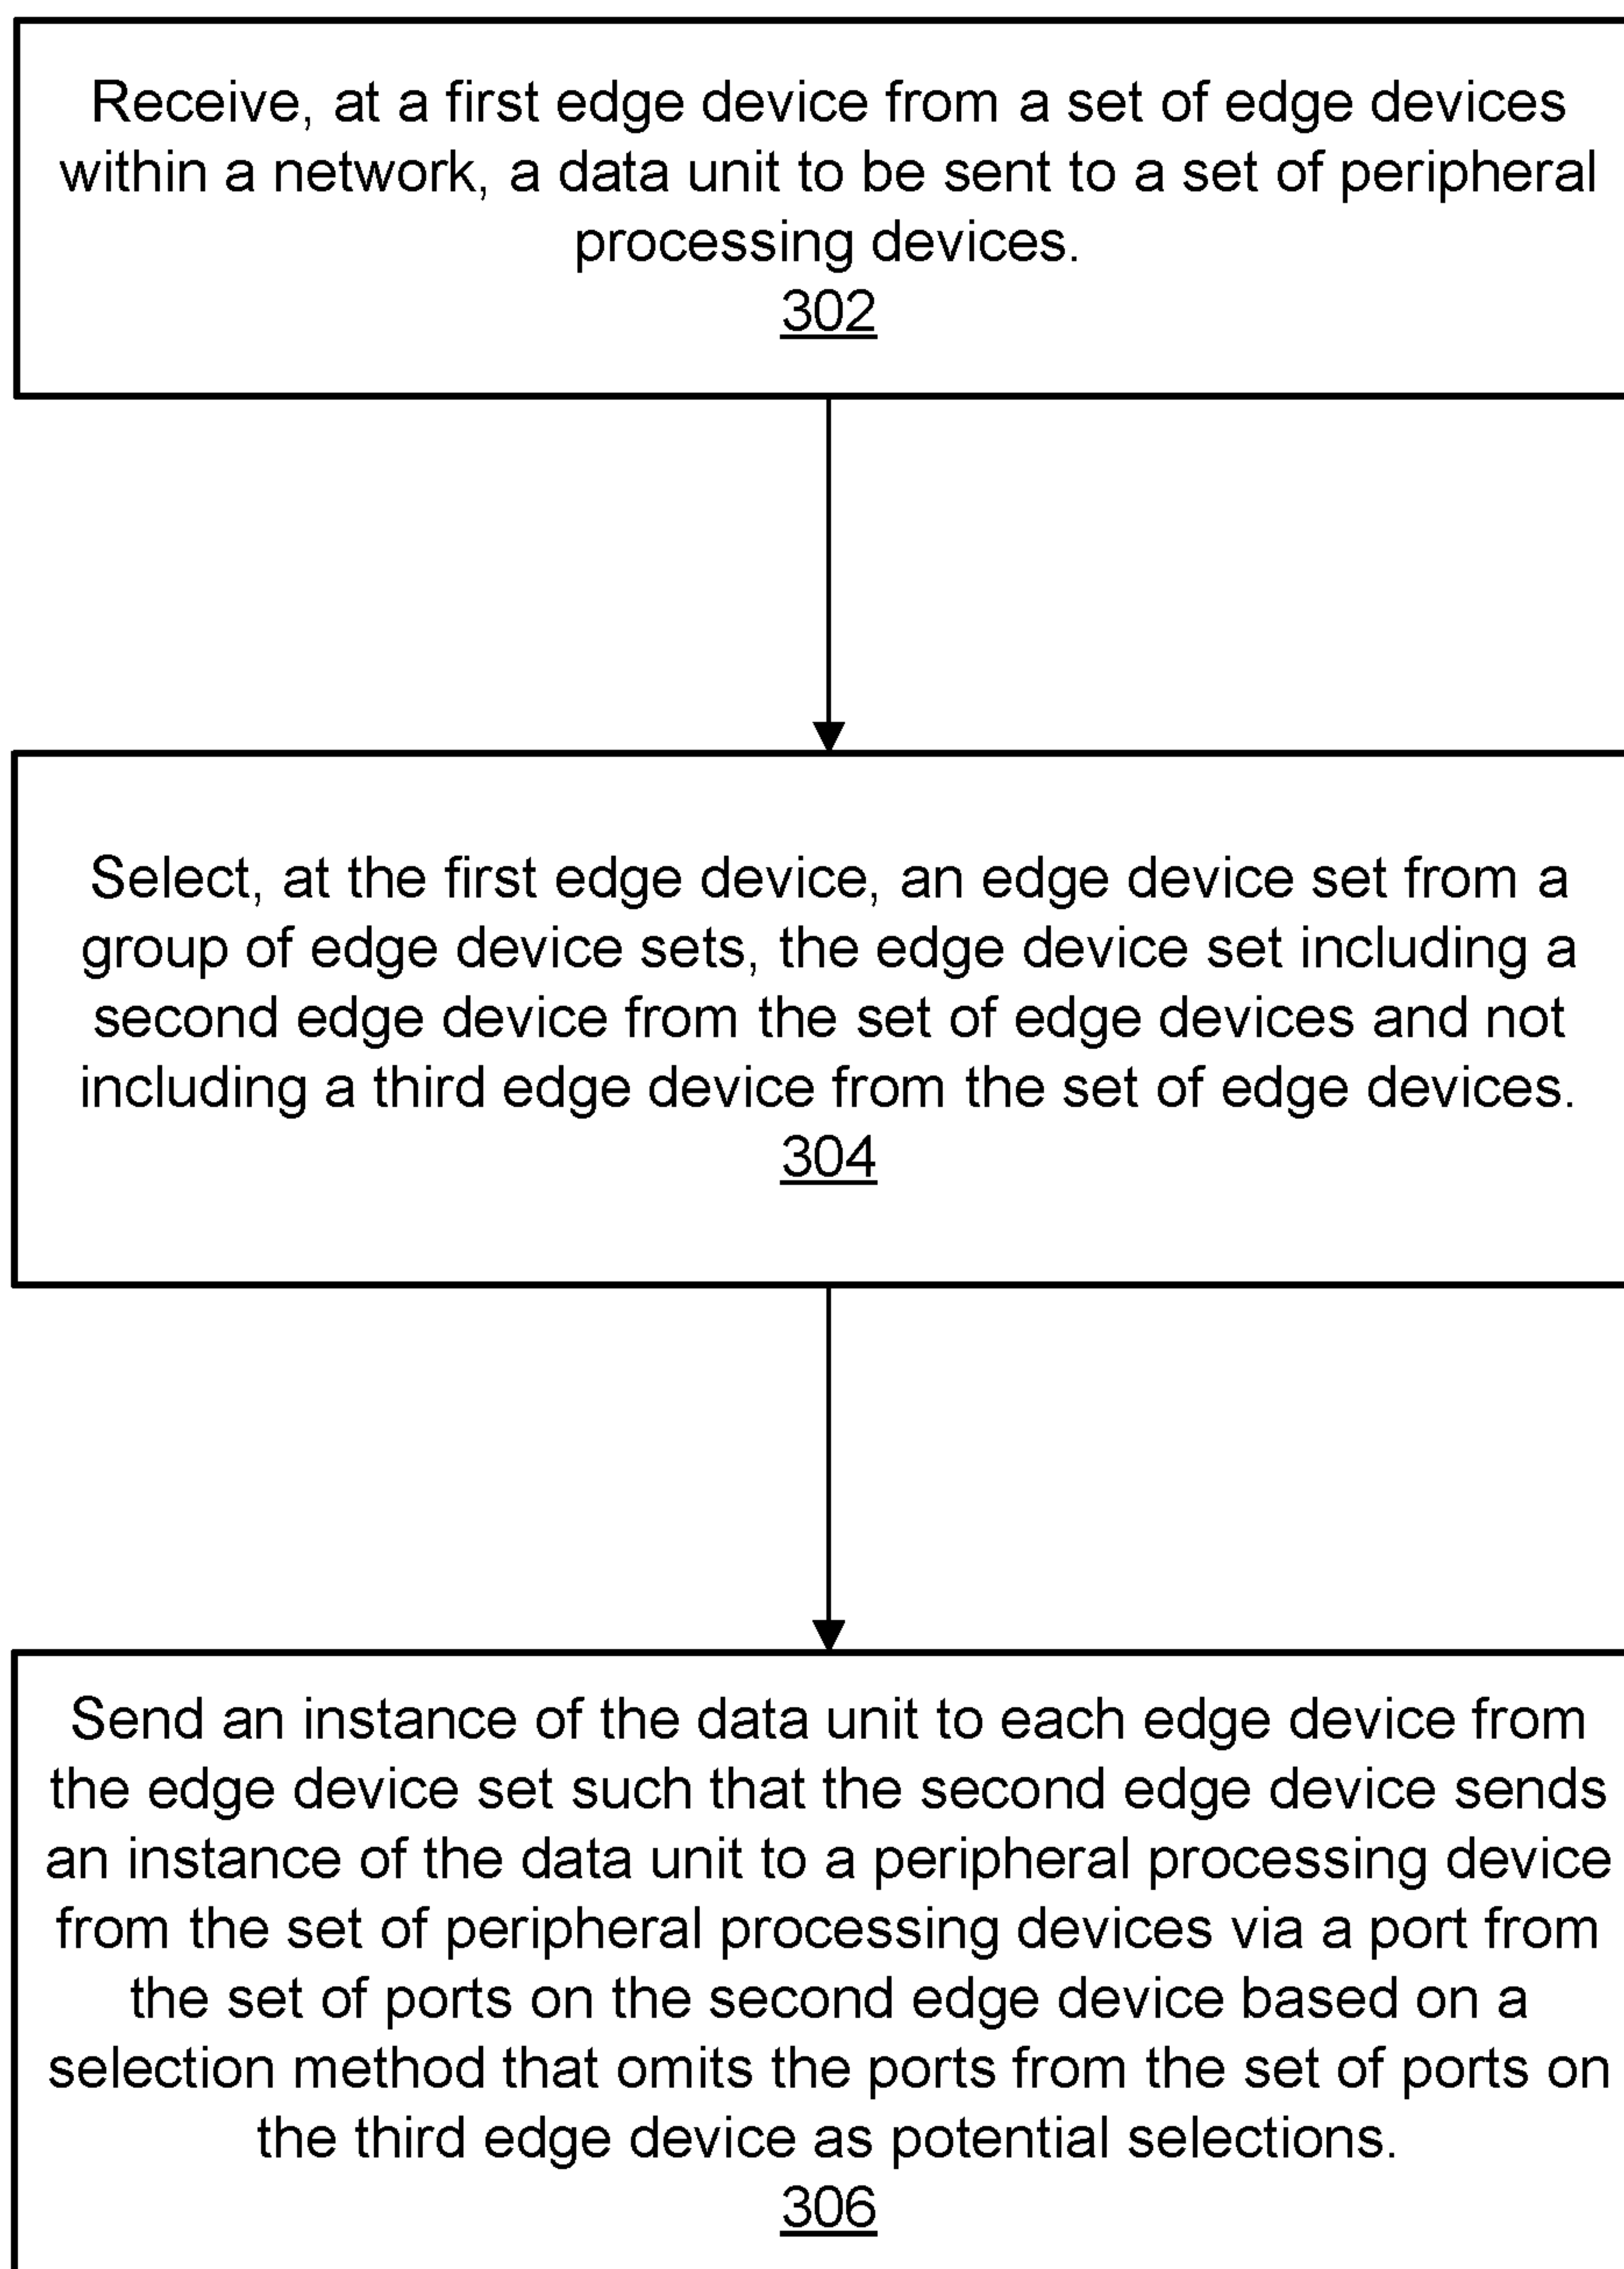 Receive, at a first edge device from a set of edge devices
within a network, a data unit to be sent to a set of peripheral
processing devices.
302
Select, at the first edge device, an edge device set from a
group of edge device sets, the edge device set including a
second edge device from the set of edge devices and not
including a third edge device from the set of edge devices.
304
Send an instance of the data unit to each edge device from
the edge device set such that the second edge device sends
an instance of the data unit to a peripheral processing device
from the set of peripheral processing devices via a port from
the set of ports on the second edge device based on a
selection method that omits the ports from the set of ports on
the third edge device as potential selections.
306